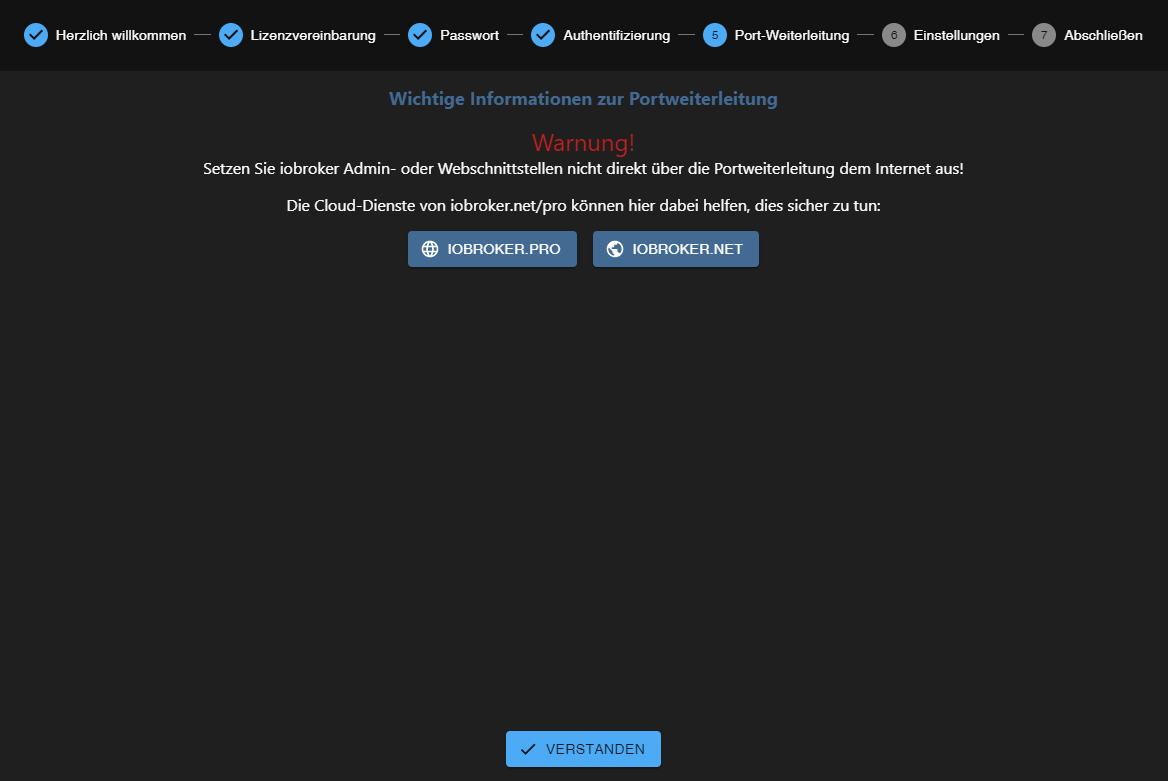 Herzlich willkommen Lizenzvereinbarung Passwort Authentifizierung 5 Port-Weiterleitung 6 Einstellungen 7 Abschließen
Wichtige Informationen zur Portweiterleitung
Warnung!
Setzen Sie iobroker Admin- oder Webschnittstellen nicht direkt über die Portweiterleitung dem Internet aus!
Die Cloud-Dienste von iobroker.net/pro können hier dabei helfen, dies sicher zu tun:
IOBROKER.PRO IOBROKER.NET
VERSTANDEN